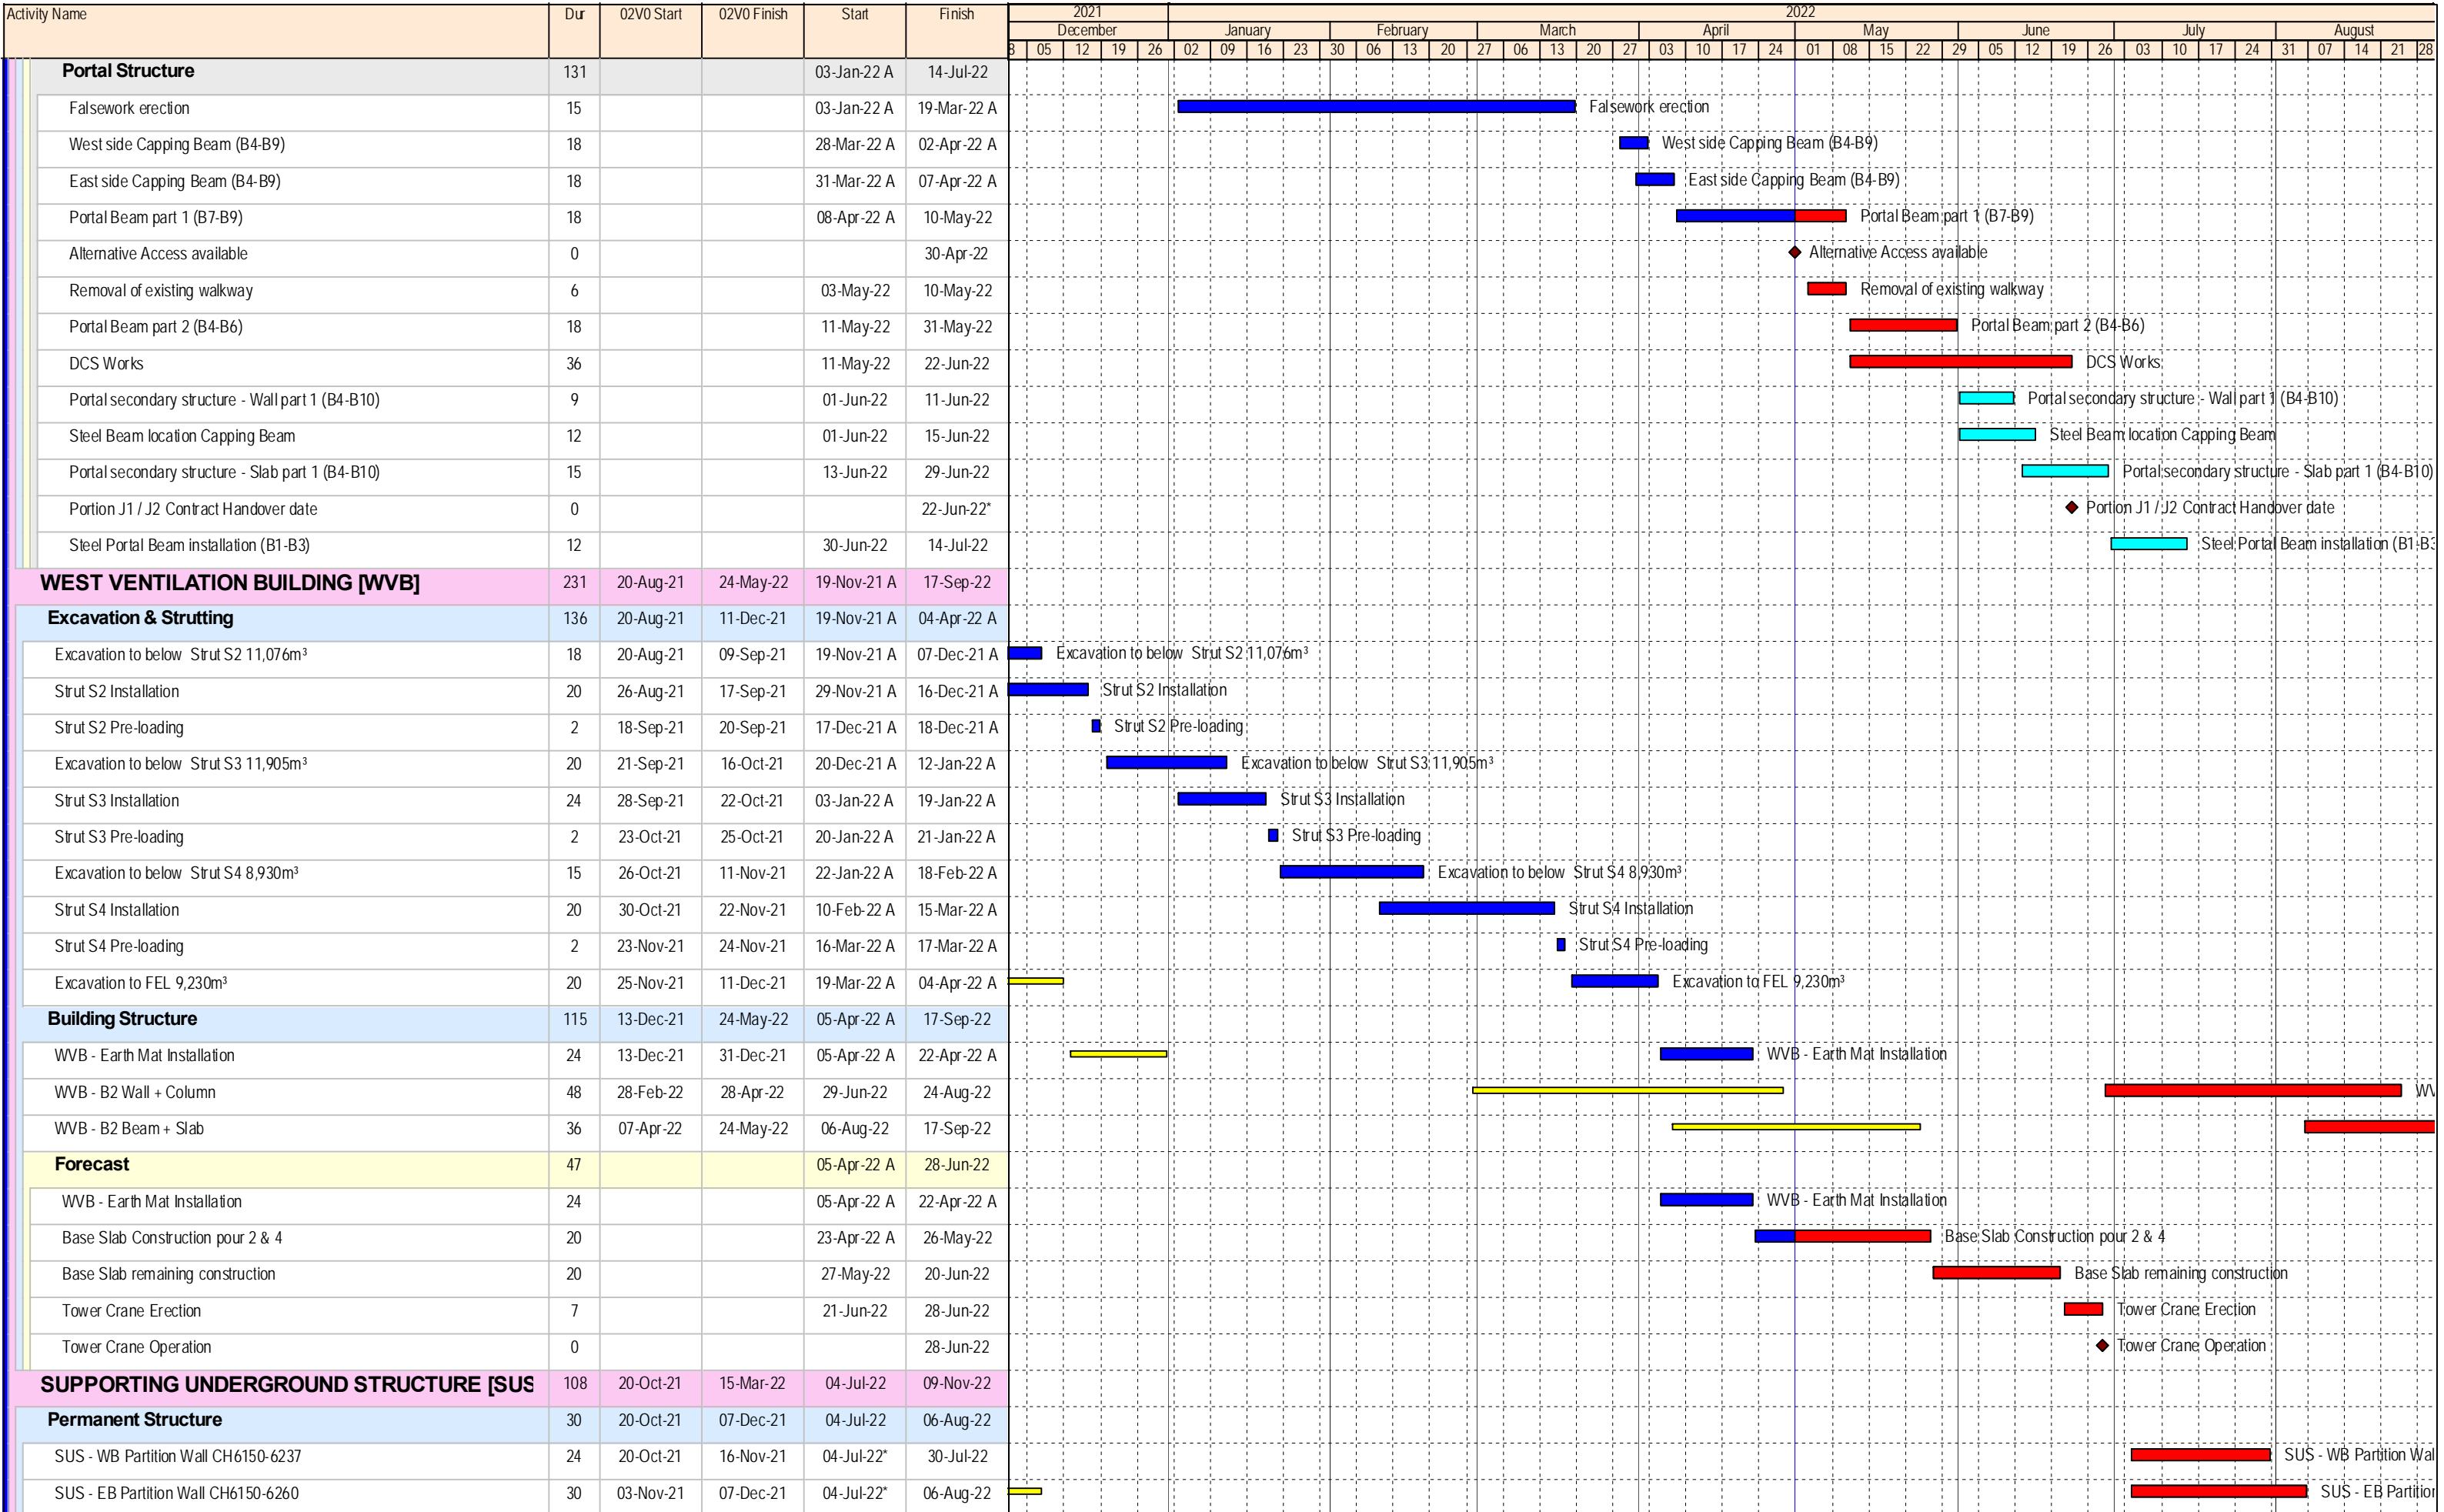 Activity Name Dur 02V0 Start 02V0 Finish Start Finish 2021 2022
December January February March April May June July August
8 05 12 19 26 02 09 16 23 30 06 13 20 27 06 13 20 27 03 10 17 24 01 08 15 22 29 05 12 19 26 03 10 17 24 31 07 14 21 28
Portal Structure 131 03-Jan-22 A 14-Jul-22
Falsework erection 15 03-Jan-22 A 19-Mar-22 A Falsework erection
West side Capping Beam (B4-B9) 18 28-Mar-22 A 02-Apr-22 A West side Capping Beam (B4-B9)
East side Capping Beam (B4-B9) 18 31-Mar-22 A 07-Apr-22 A East side Capping Beam (B4-B9)
Portal Beam part 1 (B7-B9) 18 08-Apr-22 A 10-May-22 Portal Beam part 1 (B7-B9)
Alternative Access available 0 30-Apr-22 Alternative Access available
Removal of existing walkway 6 03-May-22 10-May-22 Removal of existing walkway
Portal Beam part 2 (B4-B6) 18 11-May-22 31-May-22 Portal Beam part 2 (B4-B6)
DCS Works 36 11-May-22 22-Jun-22 DCS Works
Portal secondary structure - Wall part 1 (B4-B10) 9 01-Jun-22 11-Jun-22 Portal secondary structure - Wall part 1 (B4-B10)
Steel Beam location Capping Beam 12 01-Jun-22 15-Jun-22 Steel Beam location Capping Beam
Portal secondary structure - Slab part 1 (B4-B10) 15 13-Jun-22 29-Jun-22 Portal secondary structure - Slab part 1 (B4-B10)
Portion J1 / J2 Contract Handover date 0 22-Jun-22* Portion J1 / J2 Contract Handover date
Steel Portal Beam installation (B1-B3) 12 30-Jun-22 14-Jul-22 Steel Portal Beam installation (B1-B3
WEST VENTILATION BUILDING [WVB] 231 20-Aug-21 24-May-22 19-Nov-21 A 17-Sep-22
Excavation & Strutting 136 20-Aug-21 11-Dec-21 19-Nov-21 A 04-Apr-22 A
Excavation to below Strut S2 11,076m³ 18 20-Aug-21 09-Sep-21 19-Nov-21 A 07-Dec-21 A Excavation to below Strut S2 11,076m³
Strut S2 Installation 20 26-Aug-21 17-Sep-21 29-Nov-21 A 16-Dec-21 A Strut S2 Installation
Strut S2 Pre-loading 2 18-Sep-21 20-Sep-21 17-Dec-21 A 18-Dec-21 A Strut S2 Pre-loading
Excavation to below Strut S3 11,905m³ 20 21-Sep-21 16-Oct-21 20-Dec-21 A 12-Jan-22 A Excavation to below Strut S3 11,905m³
Strut S3 Installation 24 28-Sep-21 22-Oct-21 03-Jan-22 A 19-Jan-22 A Strut S3 Installation
Strut S3 Pre-loading 2 23-Oct-21 25-Oct-21 20-Jan-22 A 21-Jan-22 A Strut S3 Pre-loading
Excavation to below Strut S4 8,930m³ 15 26-Oct-21 11-Nov-21 22-Jan-22 A 18-Feb-22 A Excavation to below Strut S4 8,930m³
Strut S4 Installation 20 30-Oct-21 22-Nov-21 10-Feb-22 A 15-Mar-22 A Strut S4 Installation
Strut S4 Pre-loading 2 23-Nov-21 24-Nov-21 16-Mar-22 A 17-Mar-22 A Strut S4 Pre-loading
Excavation to FEL 9,230m³ 20 25-Nov-21 11-Dec-21 19-Mar-22 A 04-Apr-22 A Excavation to FEL 9,230m³
Building Structure 115 13-Dec-21 24-May-22 05-Apr-22 A 17-Sep-22
WVB - Earth Mat Installation 24 13-Dec-21 31-Dec-21 05-Apr-22 A 22-Apr-22 A WVB - Earth Mat Installation
WVB - B2 Wall + Column 48 28-Feb-22 28-Apr-22 29-Jun-22 24-Aug-22 WV
WVB - B2 Beam + Slab 36 07-Apr-22 24-May-22 06-Aug-22 17-Sep-22
Forecast 47 05-Apr-22 A 28-Jun-22
WVB - Earth Mat Installation 24 05-Apr-22 A 22-Apr-22 A WVB - Earth Mat Installation
Base Slab Construction pour 2 & 4 20 23-Apr-22 A 26-May-22 Base Slab Construction pour 2 & 4
Base Slab remaining construction 20 27-May-22 20-Jun-22 Base Slab remaining construction
Tower Crane Erection 7 21-Jun-22 28-Jun-22 Tower Crane Erection
Tower Crane Operation 0 28-Jun-22 Tower Crane Operation
SUPPORTING UNDERGROUND STRUCTURE [SUS 108 20-Oct-21 15-Mar-22 04-Jul-22 09-Nov-22
Permanent Structure 30 20-Oct-21 07-Dec-21 04-Jul-22 06-Aug-22
SUS - WB Partition Wall CH6150-6237 24 20-Oct-21 16-Nov-21 04-Jul-22* 30-Jul-22 SUS - WB Partition Wal
SUS - EB Partition Wall CH6150-6260 30 03-Nov-21 07-Dec-21 04-Jul-22* 06-Aug-22 SUS - EB Partition